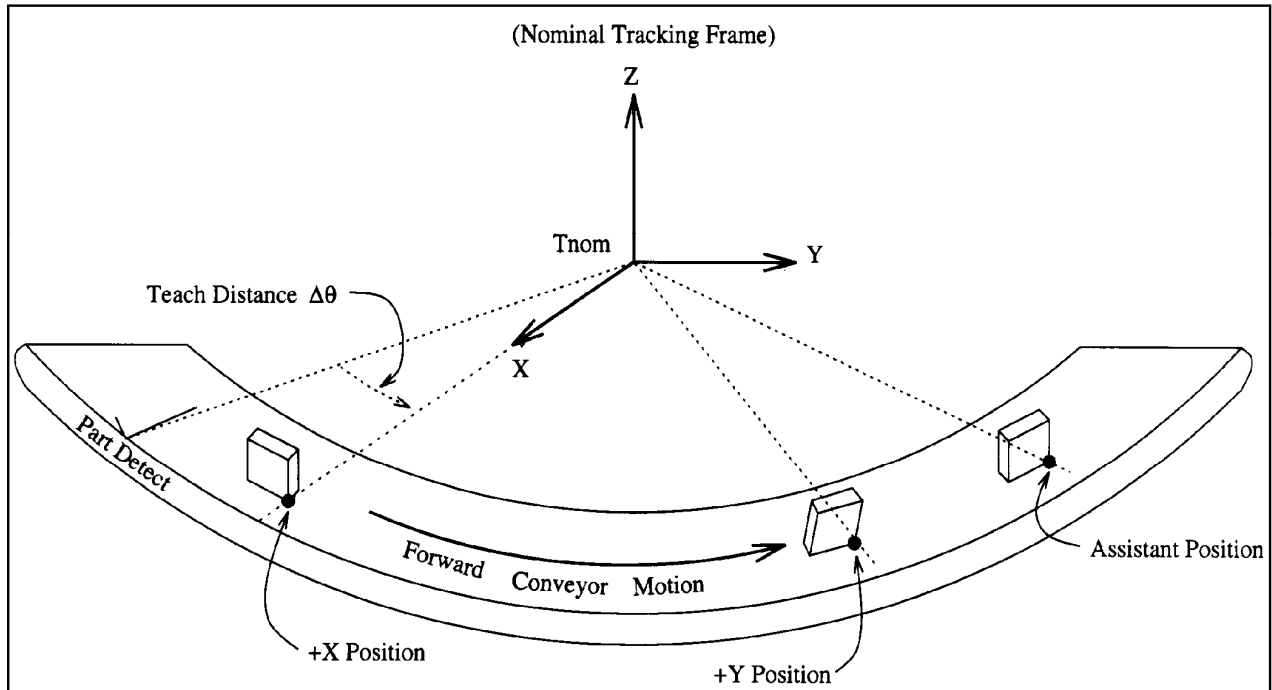 (Nominal Tracking Frame)
Z
Tnom
Y
Teach Distance Δθ
X
Part Detect
Forward Conveyor Motion
Assistant Position
+X Position
+Y Position